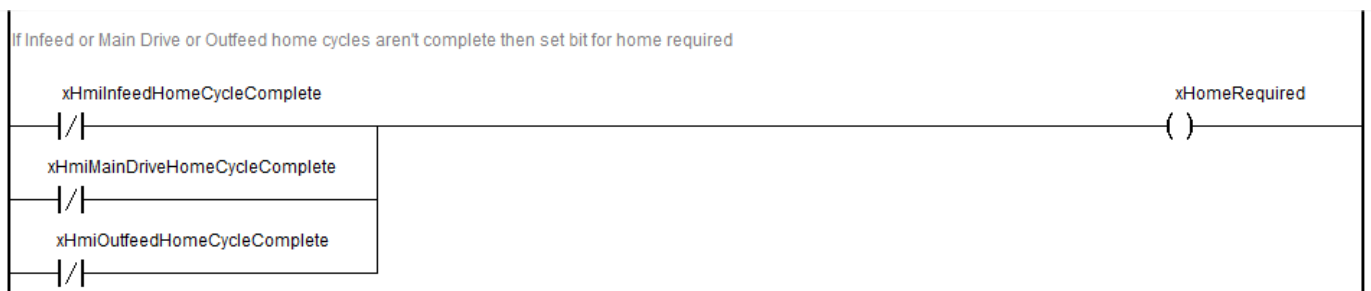 If Infeed or Main Drive or Outfeed home cycles aren't complete then set bit for home required
xHmiInfeedHomeCycleComplete
xHomeRequired
xHmiMainDriveHomeCycleComplete
xHmiOutfeedHomeCycleComplete